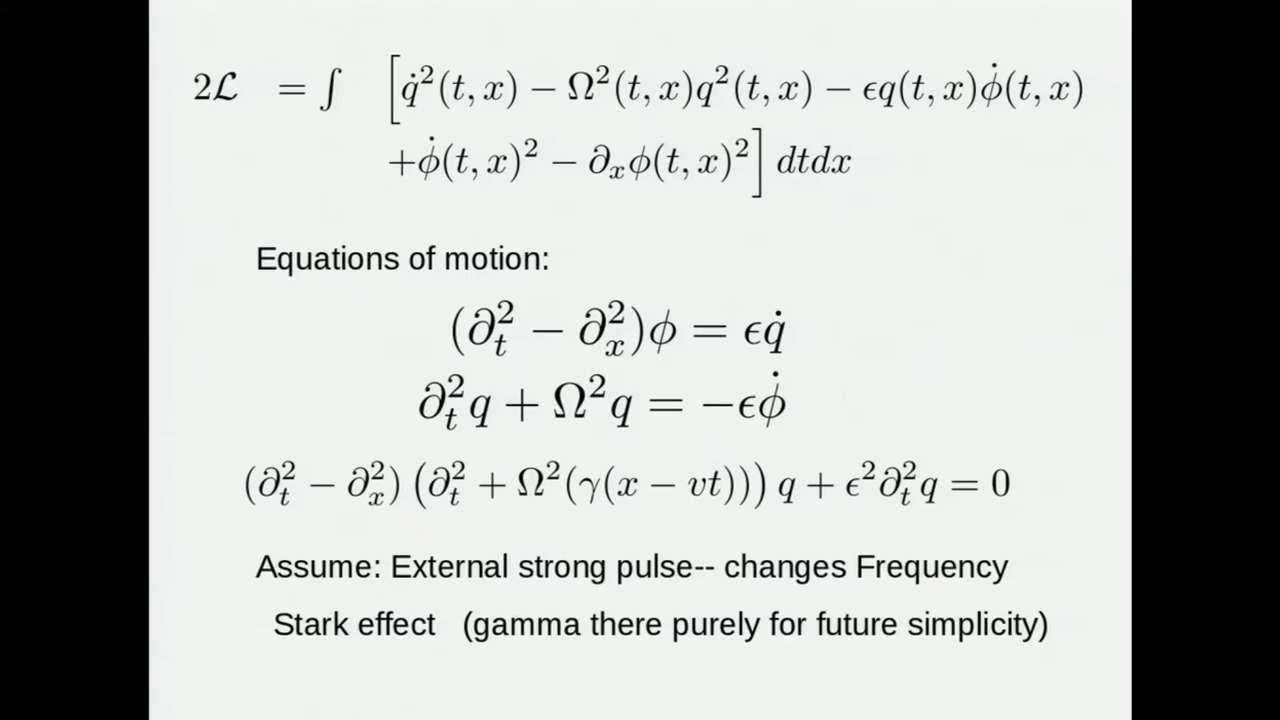 2ℒ = ∫ [q̇²(t, x) − Ω²(t, x)q²(t, x) − ϵq(t, x)ϕ̇(t, x)
+ϕ̇(t, x)² − ∂ₓϕ(t, x)²] dtdx
Equations of motion:
(∂ₜ² − ∂ₓ²)ϕ = ϵq̇
∂ₜ²q + Ω²q = −ϵϕ̇
(∂ₜ² − ∂ₓ²) (∂ₜ² + Ω²(γ(x − vt))) q + ϵ²∂ₜ²q = 0
Assume: External strong pulse-- changes Frequency
Stark effect (gamma there purely for future simplicity)